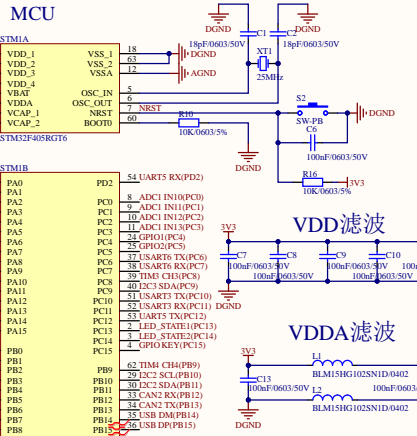 MCU
DGND DGND
C1 C2
18pF/0603/50V 18pF/0603/50V
STM1A
VDD_1 VSS_1 18 DGND
VDD_2 VSS_2 63
VDD_3 VSSA 12 AGND
VDD_4
VBAT OSC_IN 5
VDDA OSC_OUT 6
VCAP_1 NRST 7 NRST
VCAP_2 BOOT0 60
STM32F405RGT6
XT1
25MHz
R10
10K/0603/5%
DGND
S2
SW-PB
DGND
C6
100nF/0603/50V
R16
10K/0603/5%
3V3
STM1B
PA0 PD2 54 UART5 RX(PD2)
PA1
PA2 PC0 8 ADC1 IN10(PC0)
PA3 PC1 9 ADC1 IN11(PC1)
PA4 PC2 10 ADC1 IN12(PC2)
PA5 PC3 11 ADC1 IN13(PC3)
PA6 PC4 24 GPIO1(PC4)
PA7 PC5 25 GPIO2(PC5)
PA8 PC6 37 USART6 TX(PC6)
PA9 PC7 38 USART6 RX(PC7)
PA10 PC8 39 TIM3 CH3(PC8)
PA11 PC9 40 I2C3 SDA(PC9)
PA12 PC10 51 USART3 TX(PC10)
PA13 PC11 52 USART3 RX(PC11)
PA14 PC12 53 UART5 TX(PC12)
PA15 PC13 2 LED_STATE1(PC13)
PC14 3 LED_STATE2(PC14)
PB0 PC15 4 GPIO KEY(PC15)
PB1
PB2 PB9 62 TIM4 CH4(PB9)
PB3 PB10 29 I2C2 SCL(PB10)
PB4 PB11 30 I2C2 SDA(PB11)
PB5 PB12 33 CAN2 RX(PB12)
PB6 PB13 34 CAN2 TX(PB13)
PB7 PB14 35 USB DM(PB14)
PB8 PB15 36 USB DP(PB15)
VDD滤波
3V3
C7 C8 C9 C10
100nF/0603/50V 100nF/0603/50V
DGND
VDDA滤波
3V3
L1
BLM15HG102SN1D/0402
C13
100nF/0603/50V
L2
BLM15HG102SN1D/0402
DGND